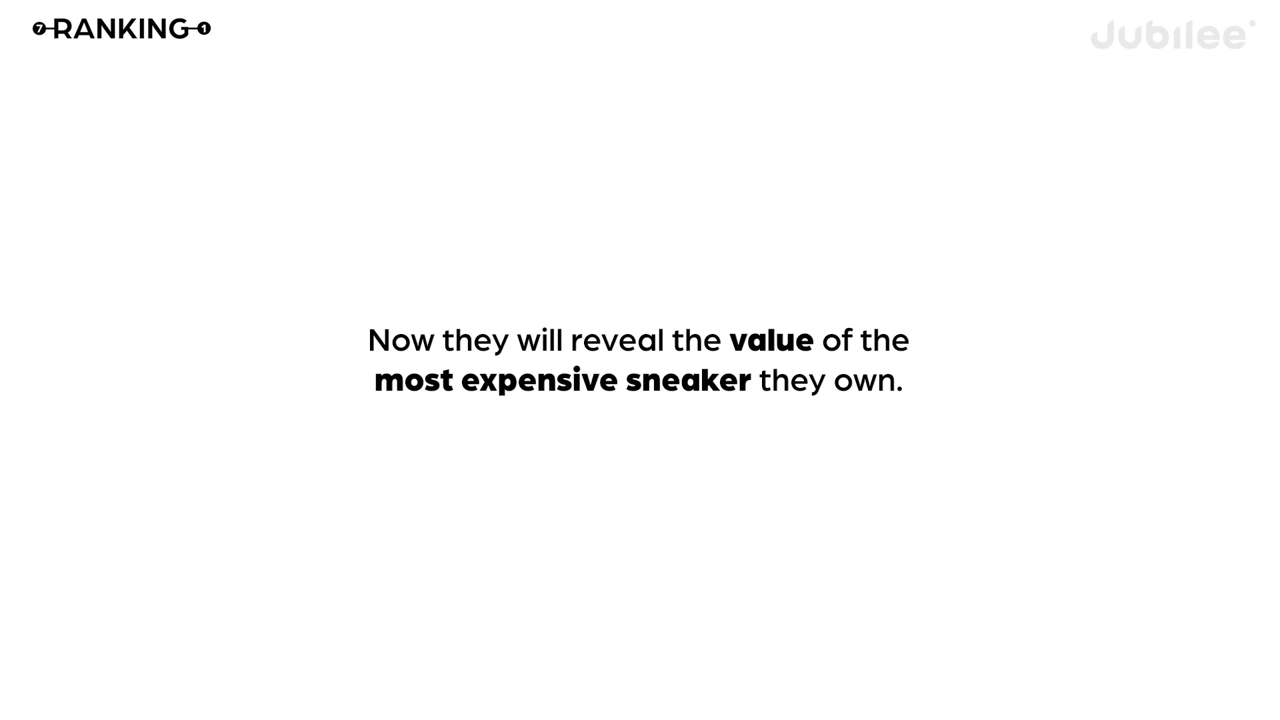 7 RANKING 1
Jubilee
Now they will reveal the value of the
most expensive sneaker they own.